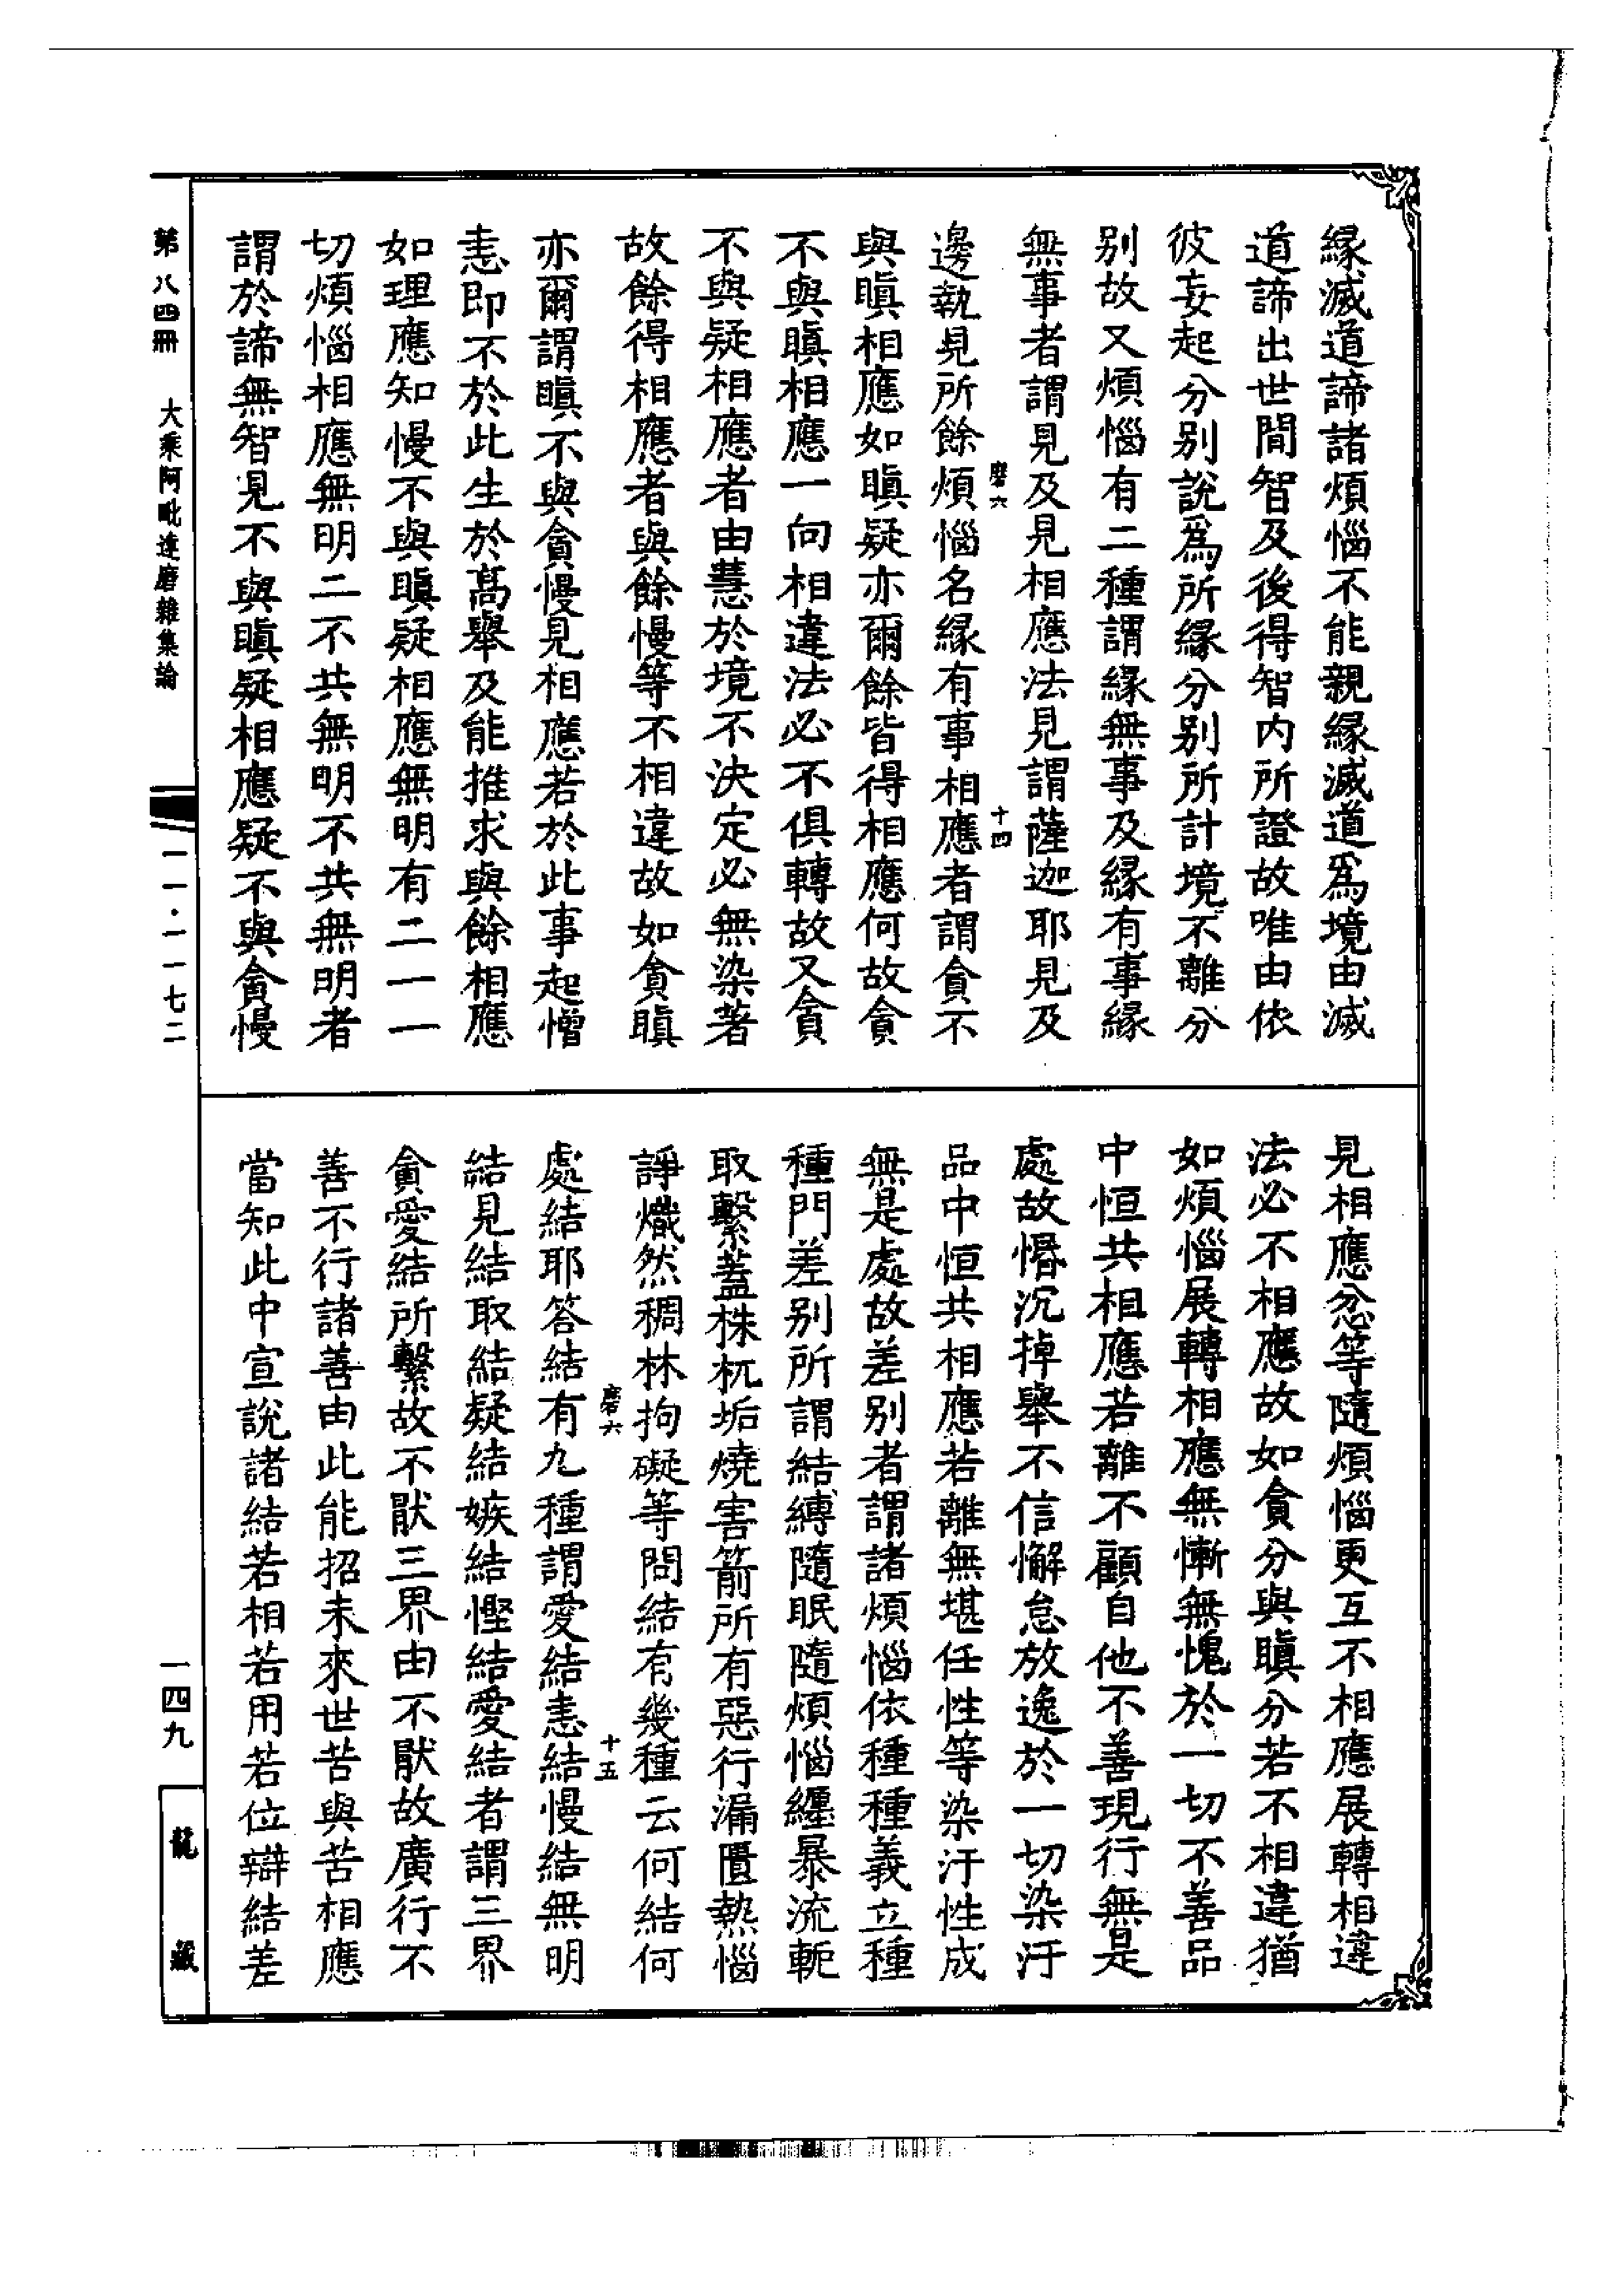 緣滅道諦諸煩惱不能親緣滅道爲境由滅
道諦出世間智及後得智内所證故唯由依
彼妄起分别說爲所緣分别所計境不離分
别故又煩惱有二種謂緣無事及緣有事緣
無事者謂見及見相應法見謂薩迦耶見及
磨六
十四
邊執見所餘煩惱名緣有事相應者謂貪不
與瞋相應如瞋疑亦爾餘皆得相應何故貪
不與瞋相應一向相違法必不俱轉故又貪
不與疑相應者由慧於境不決定必無染著
故餘得相應者與餘慢等不相違故如貪瞋
亦爾謂瞋不與貪慢見相應若於此事起憎
恚即不於此生於髙舉及能推求與餘相應
如理應知慢不與瞋疑相應無明有二一一
切煩惱相應無明二不共無明不共無明者
謂於諦無智見不與瞋疑相應疑不與貪慢
見相應忿等隨煩惱更互不相應展轉相違
法必不相應故如貪分與瞋分若不相違猶
如煩惱展轉相應無慚無愧於一切不善品
中恒共相應若離不顧自他不善現行無是
處故惛沉掉舉不信懈怠放逸於一切染汙
品中恒共相應若離無堪任性等染汙性成
無是處故差别者謂諸煩惱依種種義立種
種門差别所謂結縛隨眠隨煩惱纏暴流軛
取繫蓋株杌垢燒害箭所有惡行漏匱熱惱
諍熾然稠林拘礙等問結有幾種云何結何
磨六
十五
處結耶答結有九種謂愛結恚結慢結無明
結見結取結疑結嫉結慳結愛結者謂三界
貪愛結所繫故不猒三界由不猒故廣行不
善不行諸善由此能招未來世苦與苦相應
當知此中宣說諸結若相若用若位辯結差
第八四冊
大乘阿毗達磨雜集論
一一·一一七二
一四九
龍藏